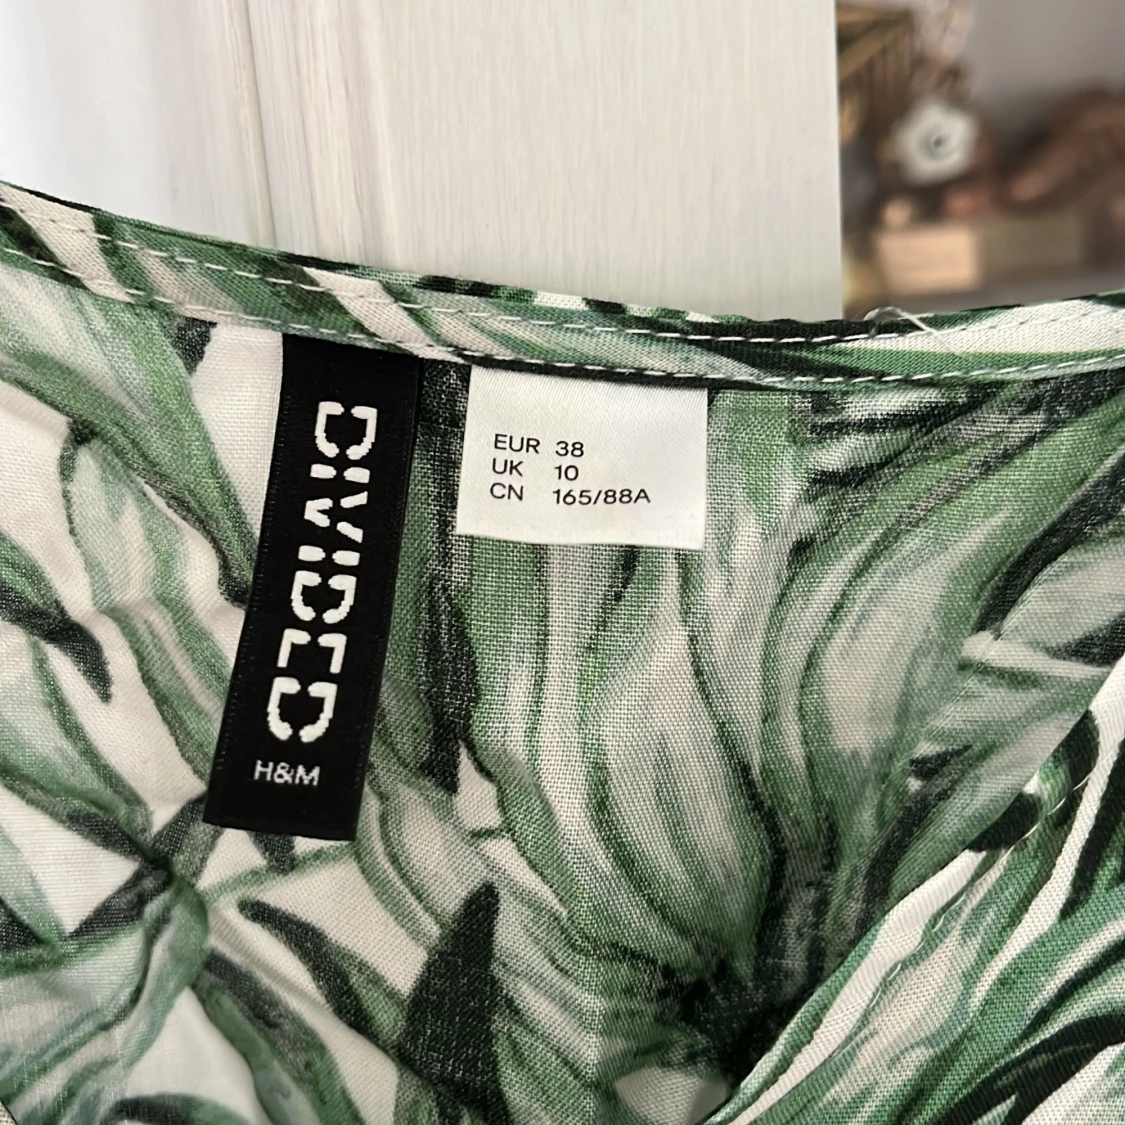 DIVIDED
H&M
EUR 38
UK 10
CN 165/88A